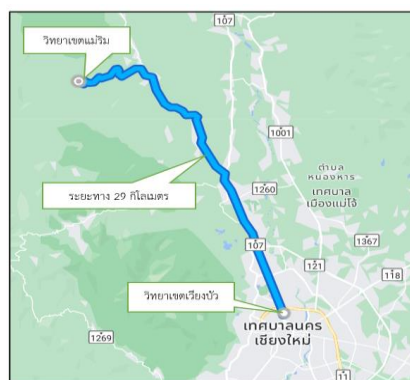 107
วิทยาเขตแม่ริม
1001
ตำบล
หนองหาร
เทศบาล
เมืองแม่โจ้
ระยะทาง 29 กิโลเมตร
1260
107
1367
121
118
วิทยาเขตเวียงบัว
เทศบาลนคร
เชียงใหม่
1269
11